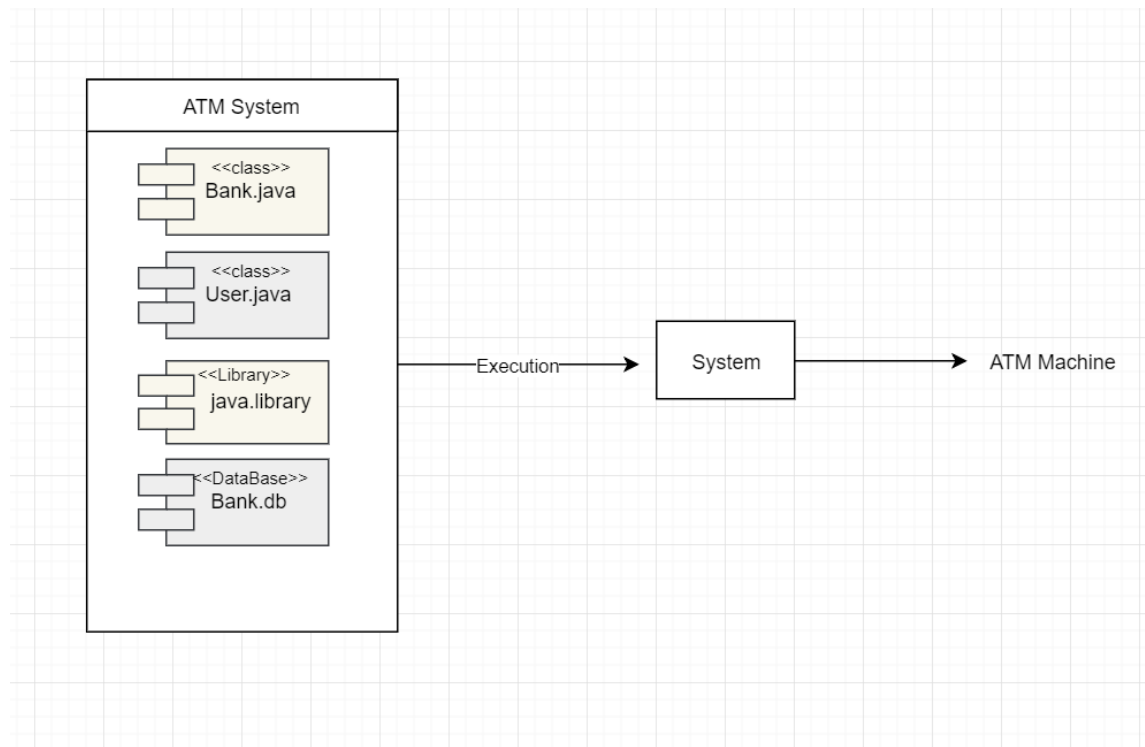 ATM System
<<class>>
Bank.java
<<class>>
User.java
<<Library>>
java.library
<<DataBase>>
Bank.db
Execution
System
ATM Machine